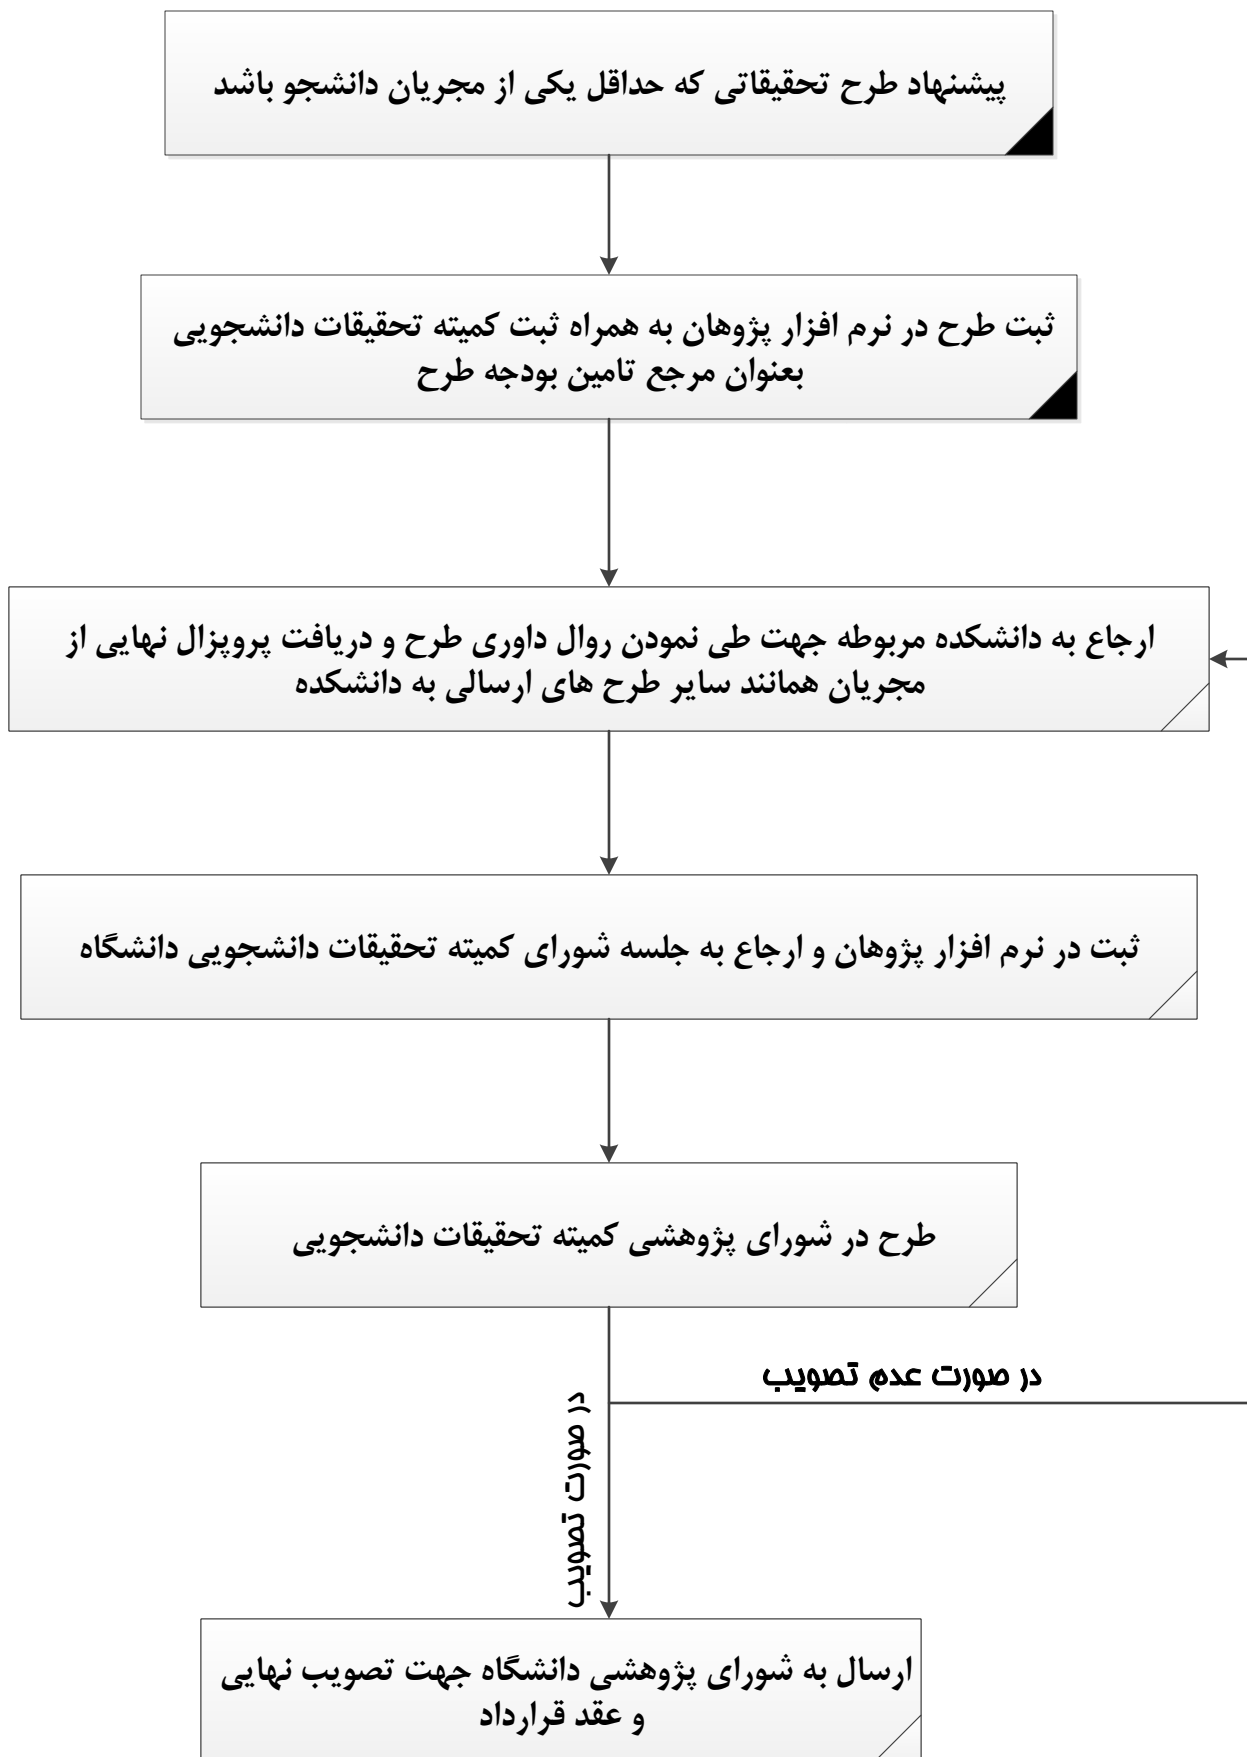 پیشنهاد طرح تحقیقاتی که حداقل یکی از مجریان دانشجو باشد
ثبت طرح در نرم افزار پژوهان به همراه ثبت کمیته تحقیقات دانشجویی
بعنوان مرجع تامین بودجه طرح
ارجاع به دانشکده مربوطه جهت طی نمودن روال داوری طرح و دریافت پروپزال نهایی از
مجریان همانند سایر طرح های ارسالی به دانشکده
ثبت در نرم افزار پژوهان و ارجاع به جلسه شورای کمیته تحقیقات دانشجویی دانشگاه
طرح در شورای پژوهشی کمیته تحقیقات دانشجویی
در صورت عدم تصویب
در صورت تصویب
ارسال به شورای پژوهشی دانشگاه جهت تصویب نهایی
و عقد قرارداد